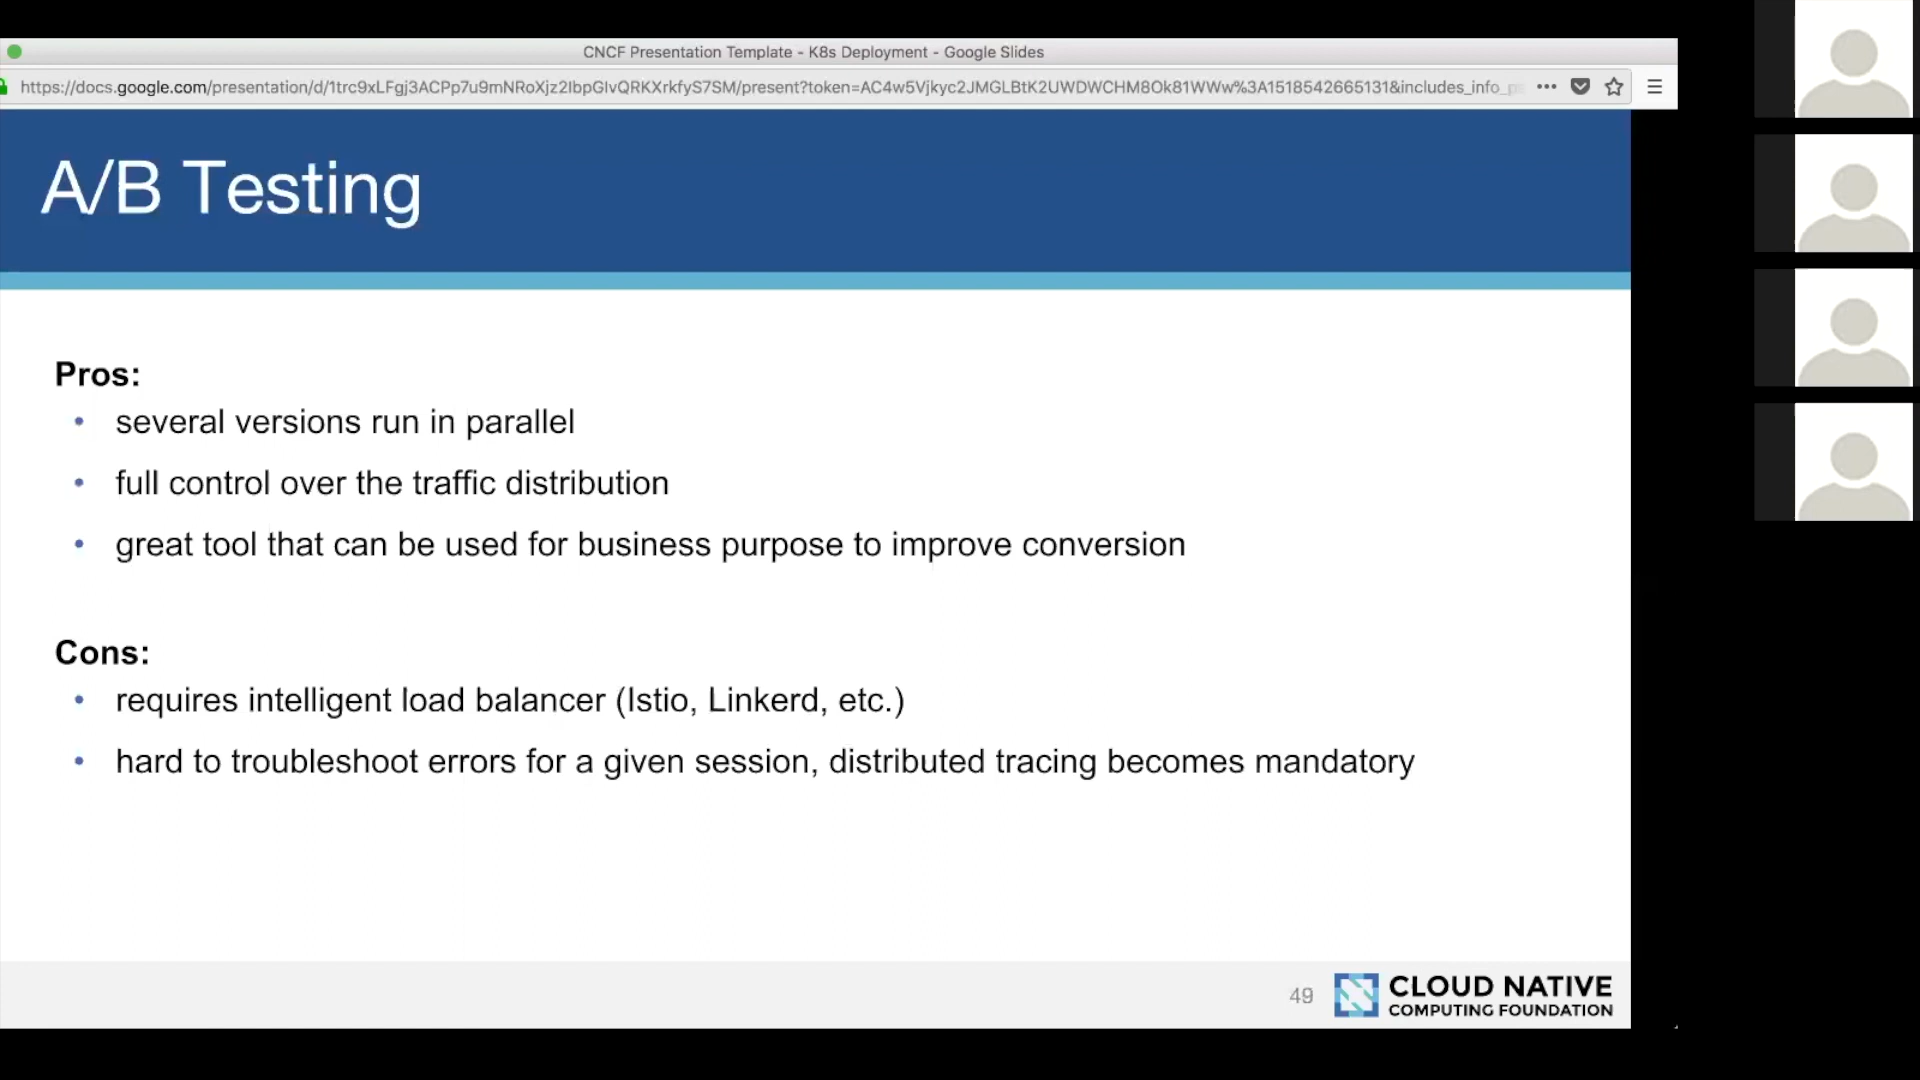 CNCF Presentation Template - K8s Deployment - Google Slides
https://docs.google.com/presentation/d/1trc9xLFgj3ACPp7u9mNRoXjz2IbpGIvQRKXrkfyS7SM/present?token=AC4w5Vjkyc2JMGLBtK2UWDWCHM8Ok81WWw%3A1518542665131&includes_info_p
A/B Testing
Pros:
• several versions run in parallel
• full control over the traffic distribution
• great tool that can be used for business purpose to improve conversion
Cons:
• requires intelligent load balancer (Istio, Linkerd, etc.)
• hard to troubleshoot errors for a given session, distributed tracing becomes mandatory
49
CLOUD NATIVE
COMPUTING FOUNDATION